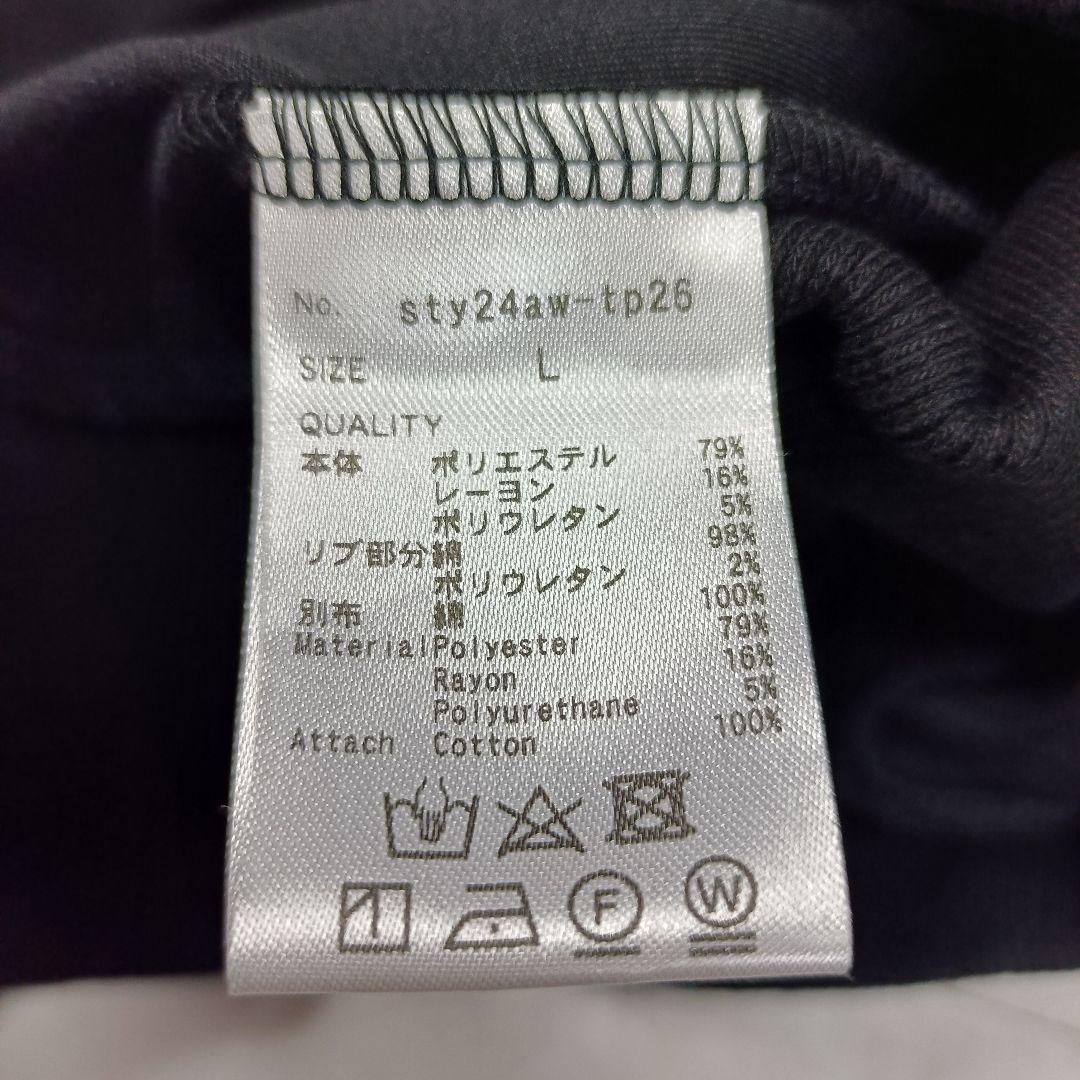 No. sty24aw-tp26
SIZE L
QUALITY
本体 ポリエステル 79%
レーヨン 16%
ポリウレタン 5%
リブ部分綿 98%
ポリウレタン 2%
別布 綿 100%
Material Polyester 79%
Rayon 16%
Polyurethane 5%
Attach Cotton 100%
F W